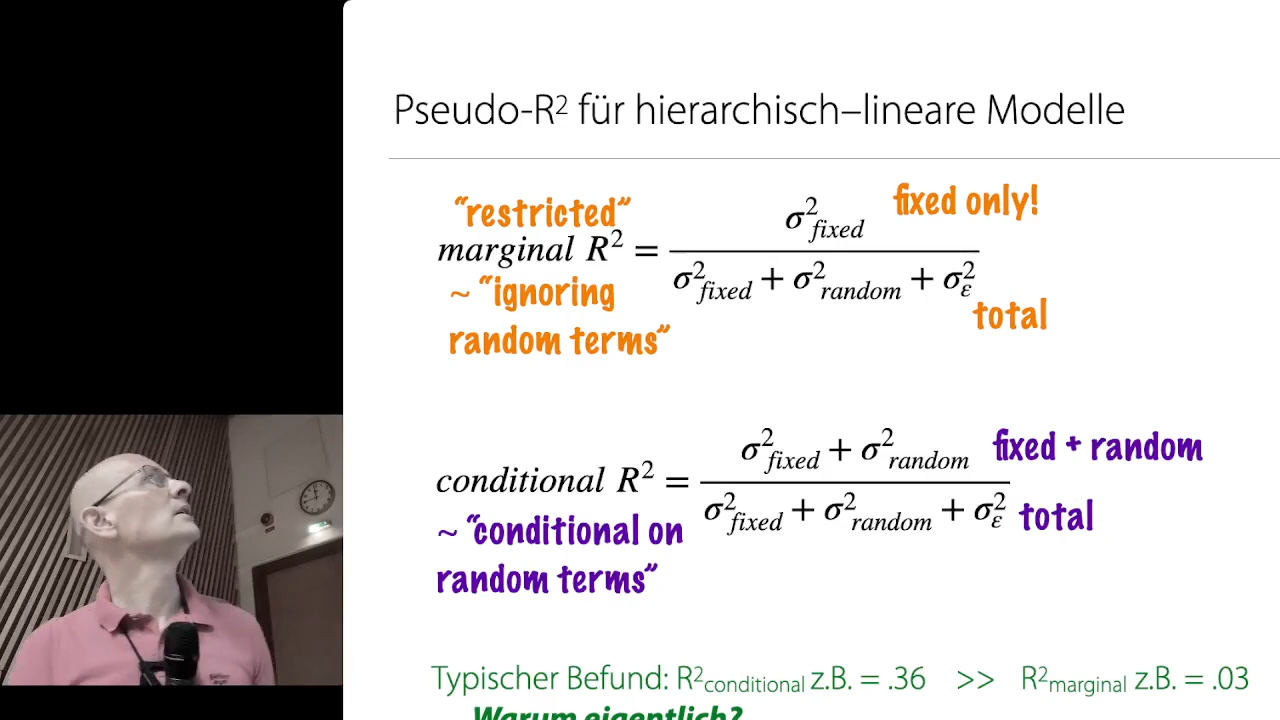 Pseudo-R² für hierarchisch–lineare Modelle
“restricted”
marginal R² = σ²fixed / σ²fixed + σ²random + σ²ε
fixed only!
~ “ignoring
random terms”
total
conditional R² = σ²fixed + σ²random / σ²fixed + σ²random + σ²ε
fixed + random
~ “conditional on
random terms”
total
Typischer Befund: R²conditional z.B. = .36 >> R²marginal z.B. = .03
Warum eigentlich?